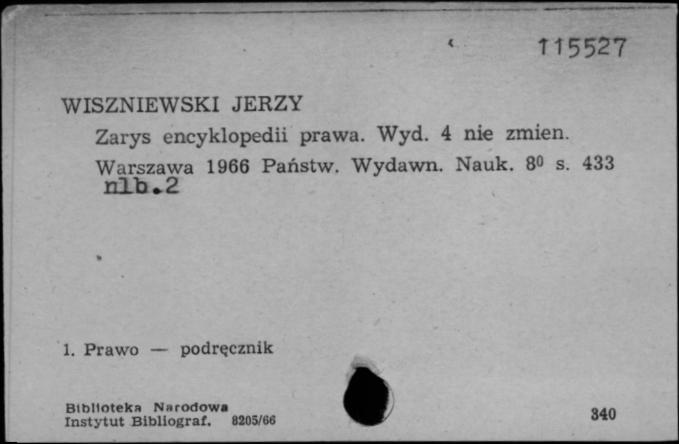 115527
WISZNIEWSKI JERZY
Zarys encyklopedii prawa. Wyd. 4 nie zmien.
Warszawa 1966 Państw. Wydawn. Nauk. 8⁰ s. 433
nlb.2
1. Prawo — podręcznik
Biblioteka Narodowa
Instytut Bibliograf. 8205/66
340